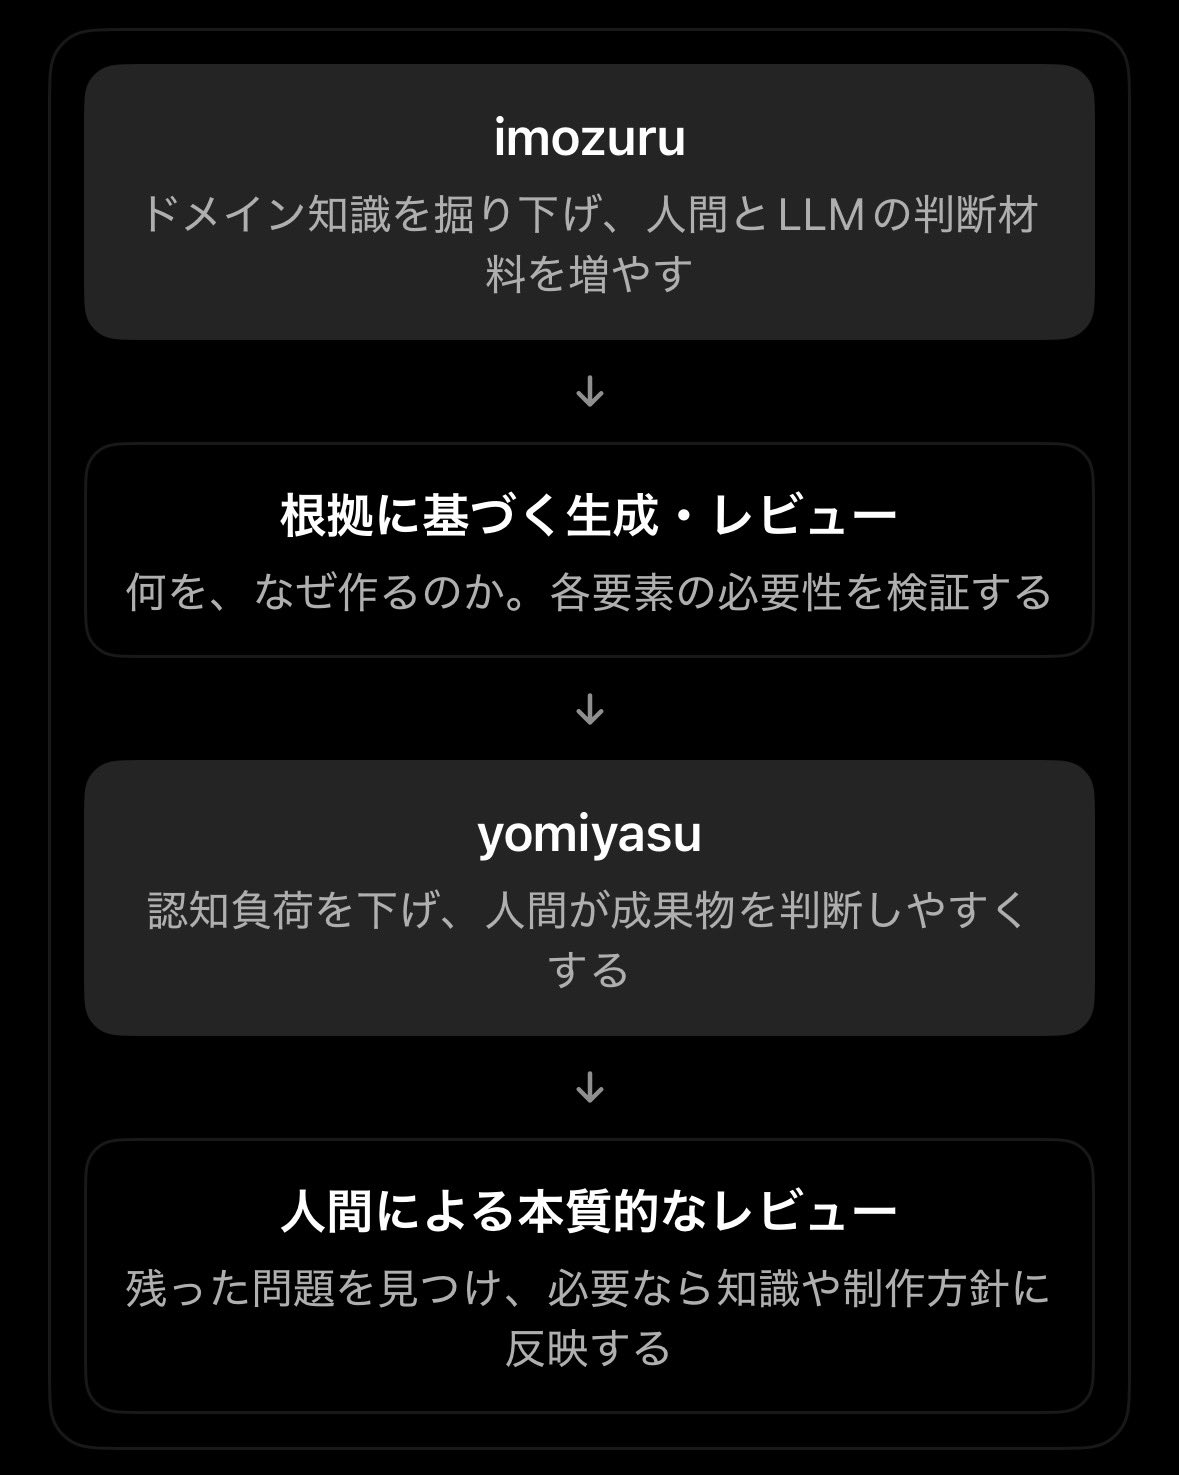 imozuru
ドメイン知識を掘り下げ、人間とLLMの判断材
料を増やす
↓
根拠に基づく生成・レビュー
何を、なぜ作るのか。各要素の必要性を検証する
↓
yomiyasu
認知負荷を下げ、人間が成果物を判断しやすく
する
↓
人間による本質的なレビュー
残った問題を見つけ、必要なら知識や制作方針に
反映する